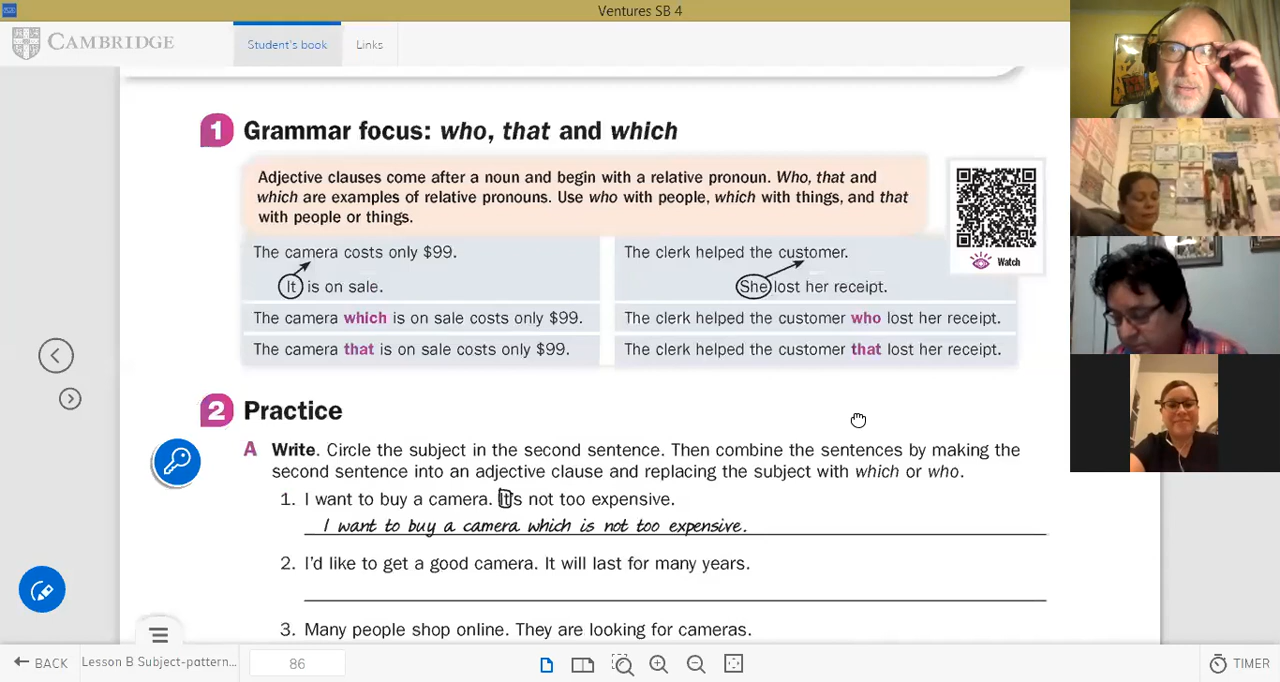 Ventures SB 4
CAMBRIDGE
Student's book
Links
1 Grammar focus: who, that and which
Adjective clauses come after a noun and begin with a relative pronoun. Who, that and
which are examples of relative pronouns. Use who with people, which with things, and that
with people or things.
Watch
The camera costs only $99.
It is on sale.
The camera which is on sale costs only $99.
The camera that is on sale costs only $99.
The clerk helped the customer.
She lost her receipt.
The clerk helped the customer who lost her receipt.
The clerk helped the customer that lost her receipt.
2 Practice
A Write. Circle the subject in the second sentence. Then combine the sentences by making the
second sentence into an adjective clause and replacing the subject with which or who.
1. I want to buy a camera. It's not too expensive.
I want to buy a camera which is not too expensive.
2. I'd like to get a good camera. It will last for many years.
3. Many people shop online. They are looking for cameras.
BACK
Lesson B Subject-pattern...
86
TIMER